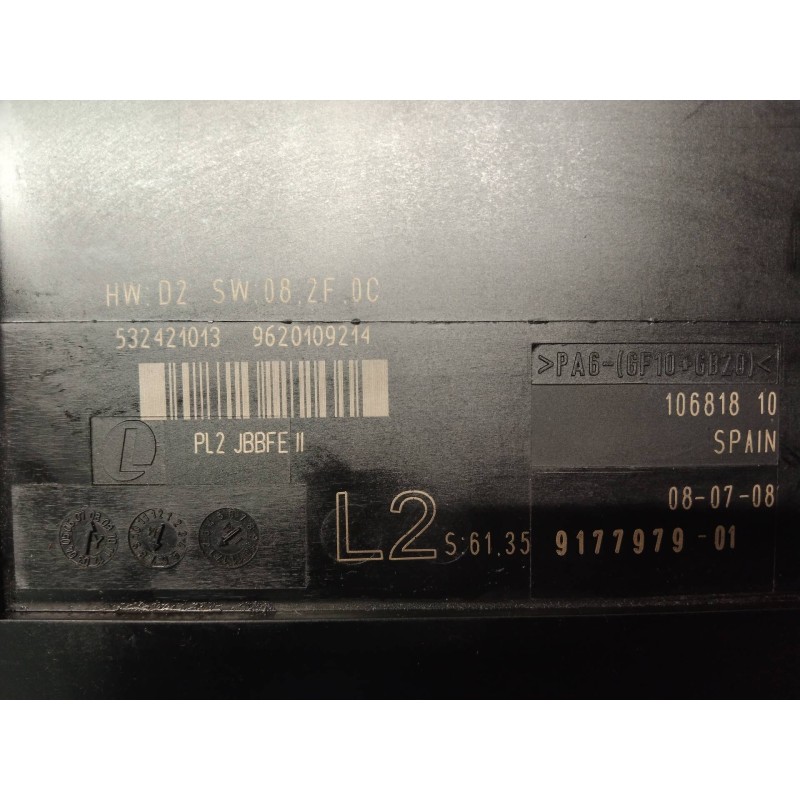 HW:D2 SW:08.2F.0C
532421013 9620109214
>PA6-(GF10+GB20)<
106818 10
PL2 JBBFE II
SPAIN
08-07-08
L2 S:61.35 9177979-01